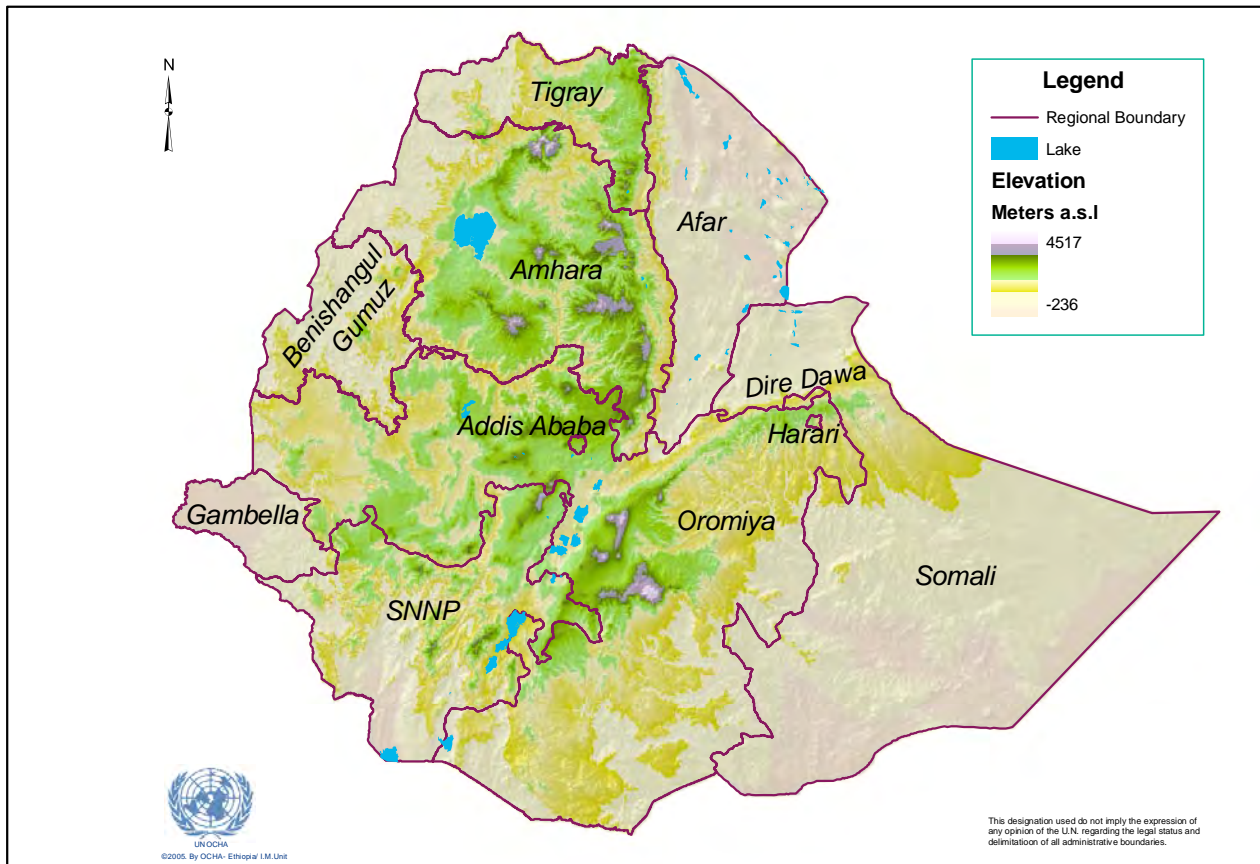 N
Tigray
Afar
Amhara
Benishangul
Gumuz
Dire Dawa
Addis Ababa
Harari
Gambella
Oromiya
Somali
SNNP
Legend
Regional Boundary
Lake
Elevation
Meters a.s.l
4517
-236
UN OCHA
©2005. By OCHA- Ethiopia/ I.M.Unit
This designation used do not imply the expression of
any opinion of the U.N. regarding the legal status and
delimitatioon of all administrative boundaries.